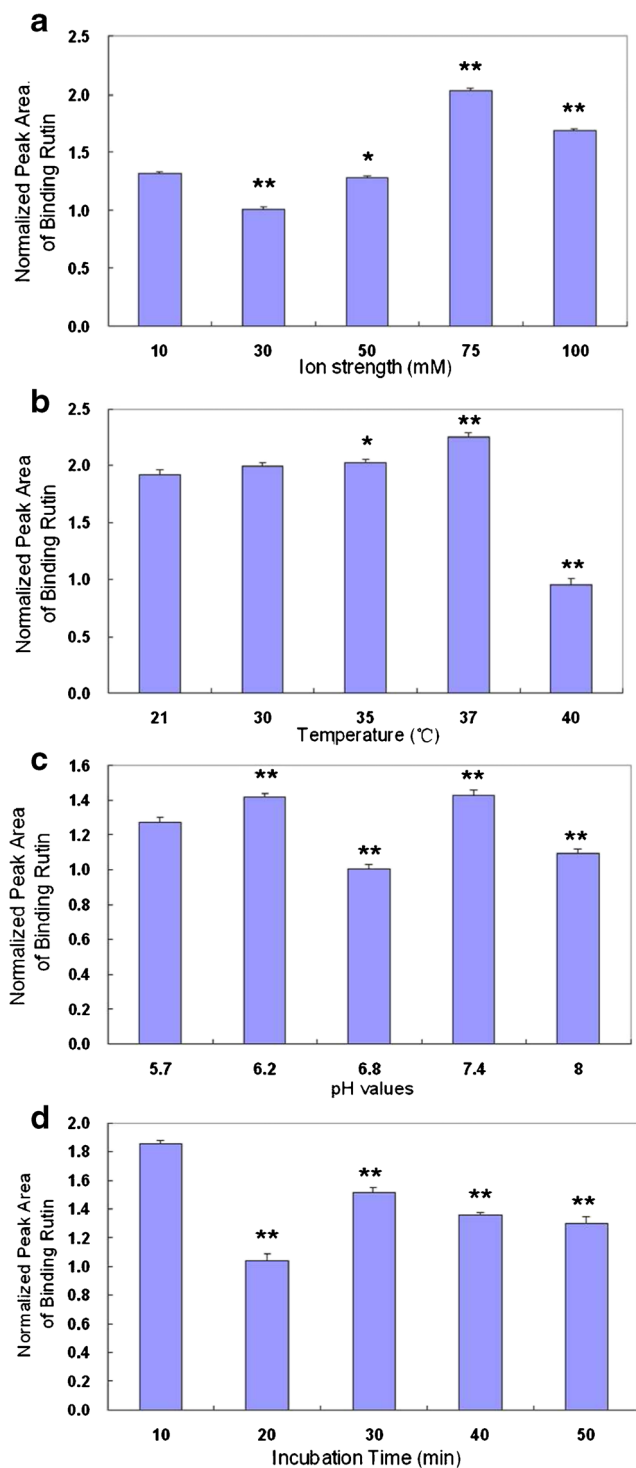 a
Normalized Peak Area.
of Binding Rutin
2.5
2.0
1.5
1.0
0.5
0.0
**
*
**
**
10 30 50 75 100
Ion strength (mM)
b
Normalized Peak Area
of Binding Rutin
2.5
2.0
1.5
1.0
0.5
0.0
*
**
**
21 30 35 37 40
Temperature (℃)
c
Normalized Peak Area
of Binding Rutin
1.6
1.4
1.2
1.0
0.8
0.6
0.4
0.2
0.0
**
**
**
**
5.7 6.2 6.8 7.4 8
pH values
d
Normalized Peak Area
of Binding Rutin
2.0
1.8
1.6
1.4
1.2
1.0
0.8
0.6
0.4
0.2
0.0
**
**
**
**
10 20 30 40 50
Incubation Time (min)